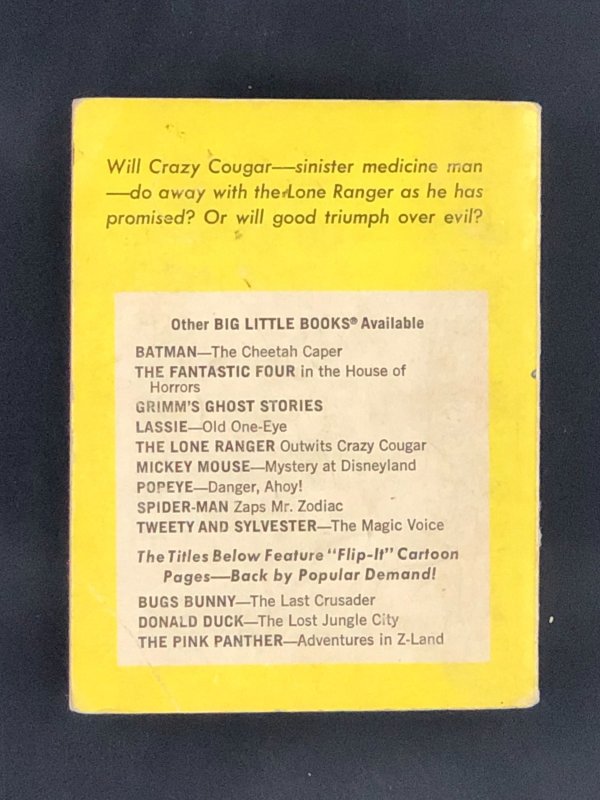 Will Crazy Cougar—sinister medicine man
—do away with the Lone Ranger as he has
promised? Or will good triumph over evil?
Other BIG LITTLE BOOKS® Available
BATMAN—The Cheetah Caper
THE FANTASTIC FOUR in the House of
Horrors
GRIMM'S GHOST STORIES
LASSIE—Old One-Eye
THE LONE RANGER Outwits Crazy Cougar
MICKEY MOUSE—Mystery at Disneyland
POPEYE—Danger, Ahoy!
SPIDER-MAN Zaps Mr. Zodiac
TWEETY AND SYLVESTER—The Magic Voice
The Titles Below Feature "Flip-It" Cartoon
Pages—Back by Popular Demand!
BUGS BUNNY—The Last Crusader
DONALD DUCK—The Lost Jungle City
THE PINK PANTHER—Adventures in Z-Land